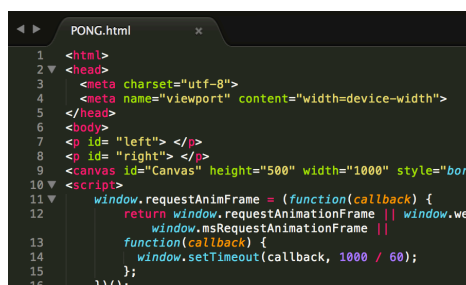 PONG.html ×
1 <html>
2 <head>
3 <meta charset="utf-8">
4 <meta name="viewport" content="width=device-width">
5 </head>
6 <body>
7 <p id= "left"> </p>
8 <p id= "right"> </p>
9 <canvas id="Canvas" height="500" width="1000" style="bor
10 <script>
11 window.requestAnimFrame = (function(callback) {
12 return window.requestAnimationFrame || window.we
window.msRequestAnimationFrame ||
13 function(callback) {
14 window.setTimeout(callback, 1000 / 60);
15 };
16 })();